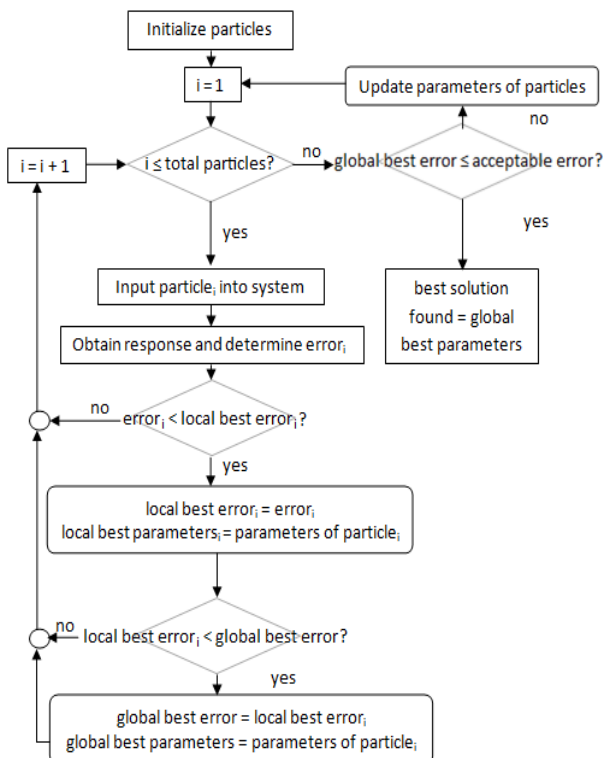 Initialize particles
i=1
Update parameters of particles
no
i=i+1
i≤total particles?
no
global best error≤acceptable error?
yes
yes
Input particleᵢ into system
best solution
found = global
best parameters
Obtain response and determine errorᵢ
no
errorᵢ<local best errorᵢ?
yes
local best errorᵢ=errorᵢ
local best parametersᵢ=parameters of particleᵢ
no
local best errorᵢ<global best error?
yes
global best error = local best errorᵢ
global best parameters = parameters of particleᵢ